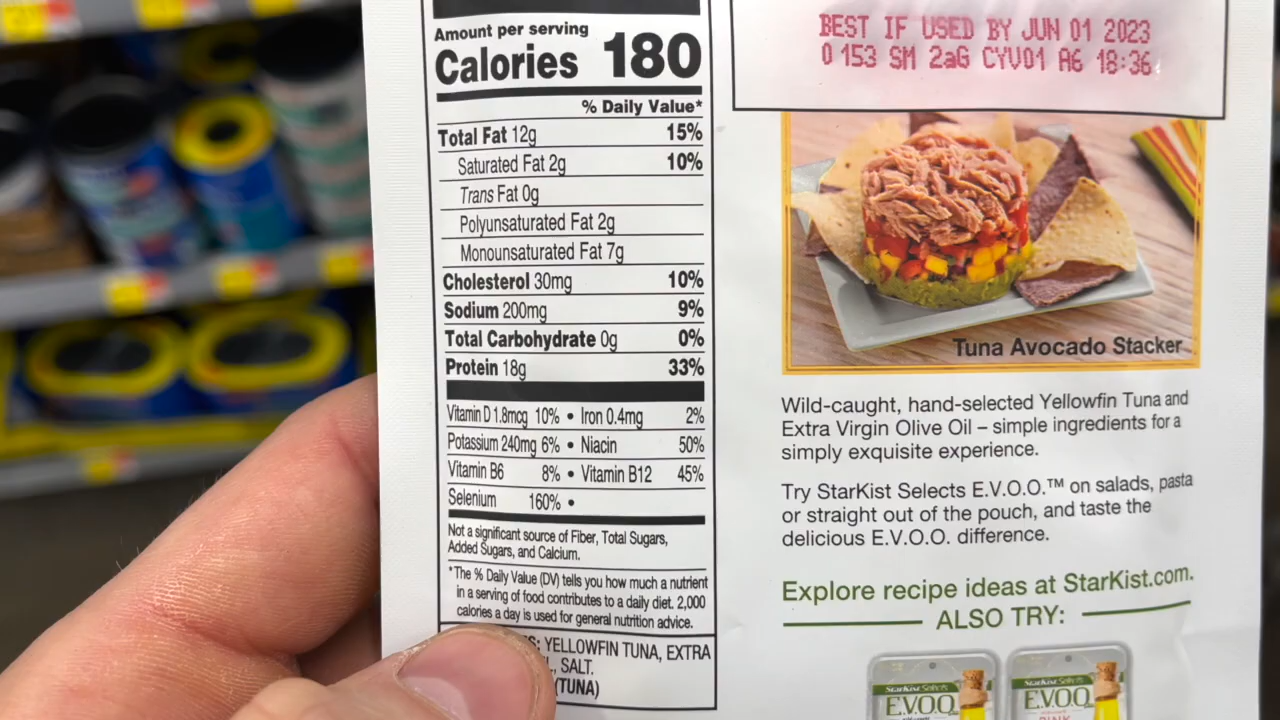 Amount per serving
Calories 180
% Daily Value*
Total Fat 12g 15%
Saturated Fat 2g 10%
Trans Fat 0g
Polyunsaturated Fat 2g
Monounsaturated Fat 7g
Cholesterol 30mg 10%
Sodium 200mg 9%
Total Carbohydrate 0g 0%
Protein 18g 33%
Vitamin D 1.8mcg 10% • Iron 0.4mg 2%
Potassium 240mg 6% • Niacin 50%
Vitamin B6 8% • Vitamin B12 45%
Selenium 160% •
Not a significant source of Fiber, Total Sugars,
Added Sugars, and Calcium.
*The % Daily Value (DV) tells you how much a nutrient
in a serving of food contributes to a daily diet. 2,000
calories a day is used for general nutrition advice.
S: YELLOWFIN TUNA, EXTRA
, SALT.
(TUNA)
BEST IF USED BY JUN 01 2023
0 153 SM 2aG CYV01 A6 18:36
Tuna Avocado Stacker
Wild-caught, hand-selected Yellowfin Tuna and
Extra Virgin Olive Oil – simple ingredients for a
simply exquisite experience.
Try StarKist Selects E.V.O.O.™ on salads, pasta
or straight out of the pouch, and taste the
delicious E.V.O.O. difference.
Explore recipe ideas at StarKist.com.
ALSO TRY:
StarKist Selects
E.V.O.O.
StarKist Selects
E.V.O.O.
PINK